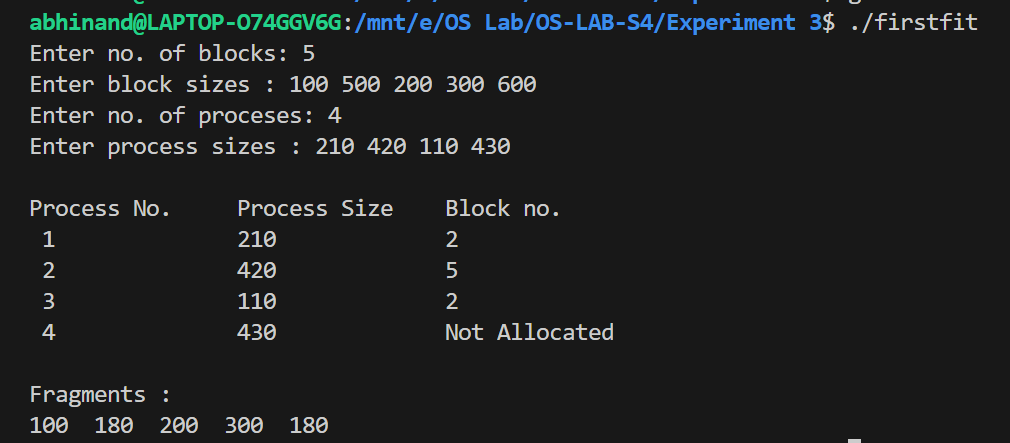 abhinand@LAPTOP-O74GGV6G:/mnt/e/OS Lab/OS-LAB-S4/Experiment 3$ ./firstfit
Enter no. of blocks: 5
Enter block sizes : 100 500 200 300 600
Enter no. of proceses: 4
Enter process sizes : 210 420 110 430
Process No. Process Size Block no.
1 210 2
2 420 5
3 110 2
4 430 Not Allocated
Fragments :
100 180 200 300 180